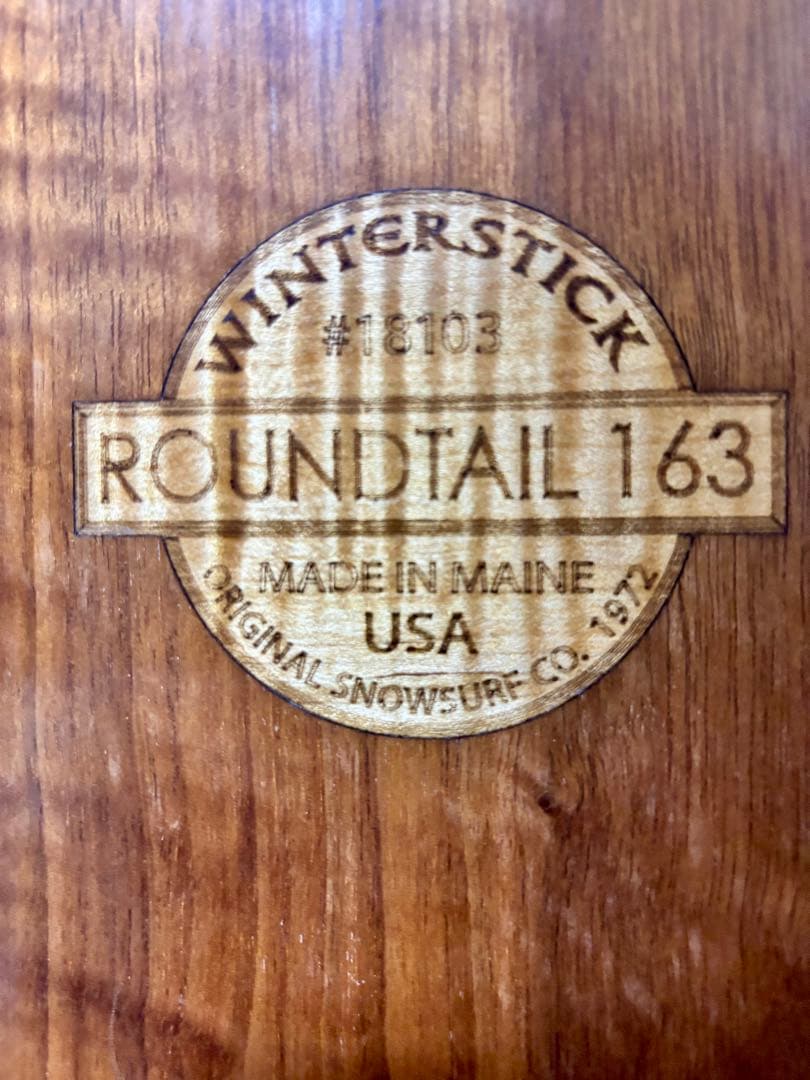 WINTERSTICK
#18103
ROUNDTAIL 163
MADE IN MAINE
USA
ORIGINAL SNOWSURF CO. 1972